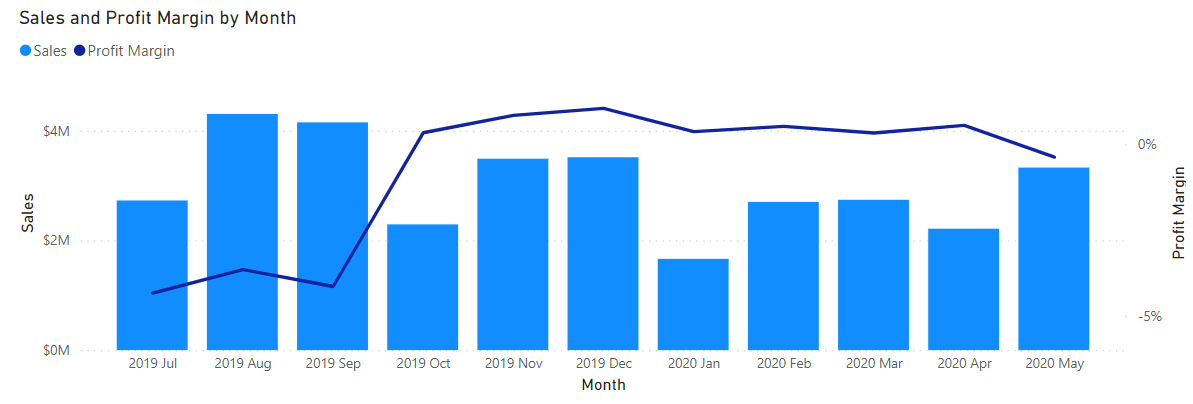 Sales and Profit Margin by Month
Sales Profit Margin
$4M
$2M
$0M
Sales
0%
-5%
Profit Margin
2019 Jul 2019 Aug 2019 Sep 2019 Oct 2019 Nov 2019 Dec 2020 Jan 2020 Feb 2020 Mar 2020 Apr 2020 May
Month